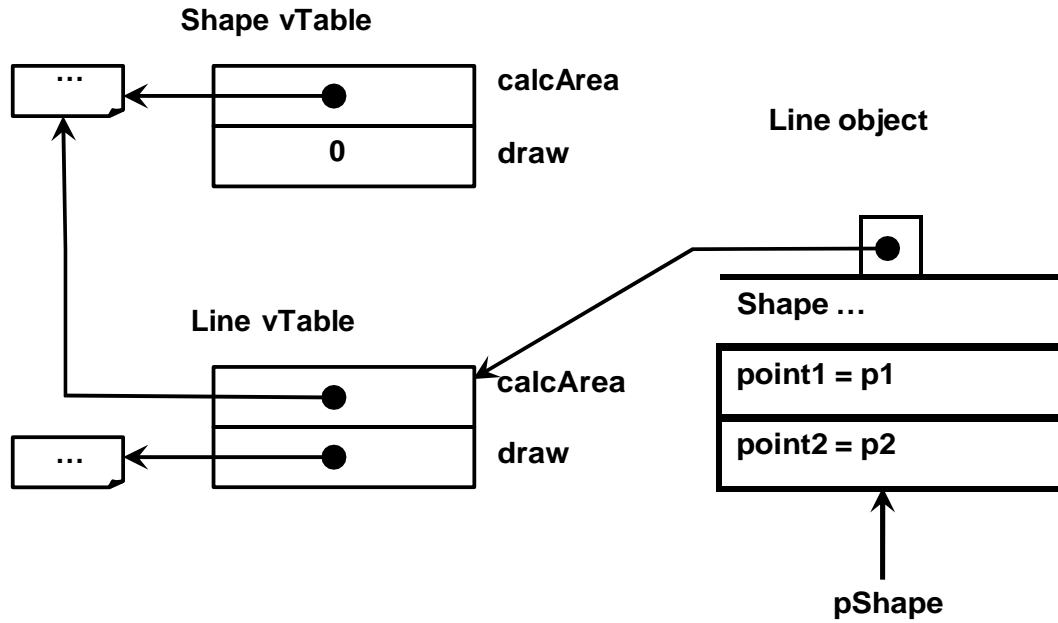 Shape vTable
…
calcArea
0
draw
Line object
Shape …
Line vTable
calcArea
point1 = p1
…
draw
point2 = p2
pShape